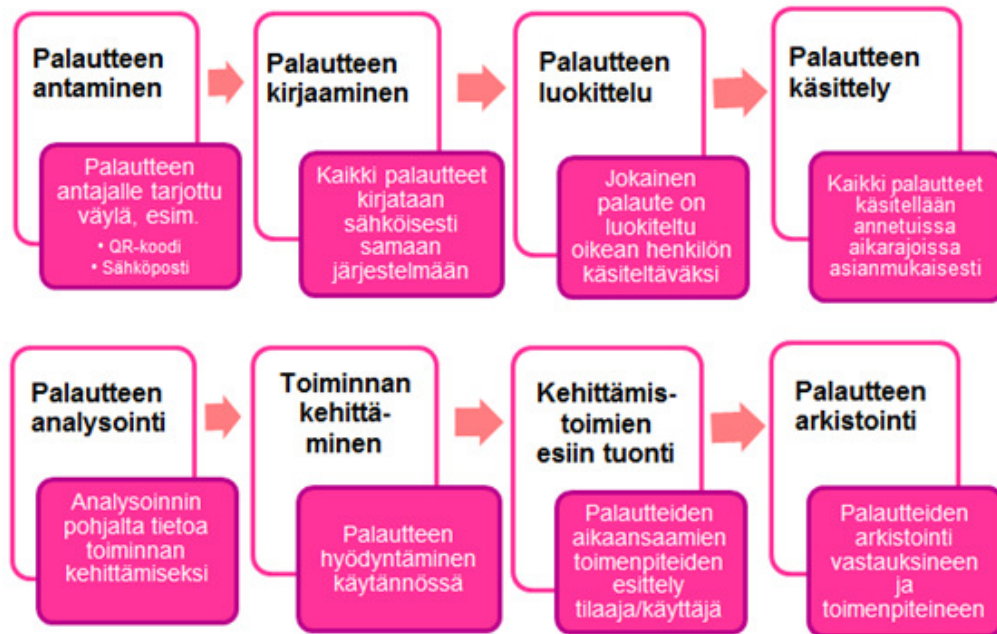 Palautteen
antaminen
Palautteen
antajalle tarjottu
väylä, esim.
• QR-koodi
• Sähköposti
Palautteen
kirjaaminen
Kaikki palautteet
kirjataan
sähköisesti
samaan
järjestelmään
Palautteen
luokittelu
Jokainen
palaute on
luokiteltu
oikean henkilön
käsiteltäväksi
Palautteen
käsittely
Kaikki palautteet
käsitellään
annetuissa
aikarajoissa
asianmukaisesti
Palautteen
analysointi
Analysoinnin
pohjalta tietoa
toiminnan
kehittämiseksi
Toiminnan
kehittä-
minen
Palautteen
hyödyntäminen
käytännössä
Kehittämis-
toimien
esiin tuonti
Palautteiden
aikaansaamien
toimenpiteiden
esittely
tilaaja/käyttäjä
Palautteen
arkistointi
Palautteiden
arkistointi
vastauksineen
ja
toimenpiteineen